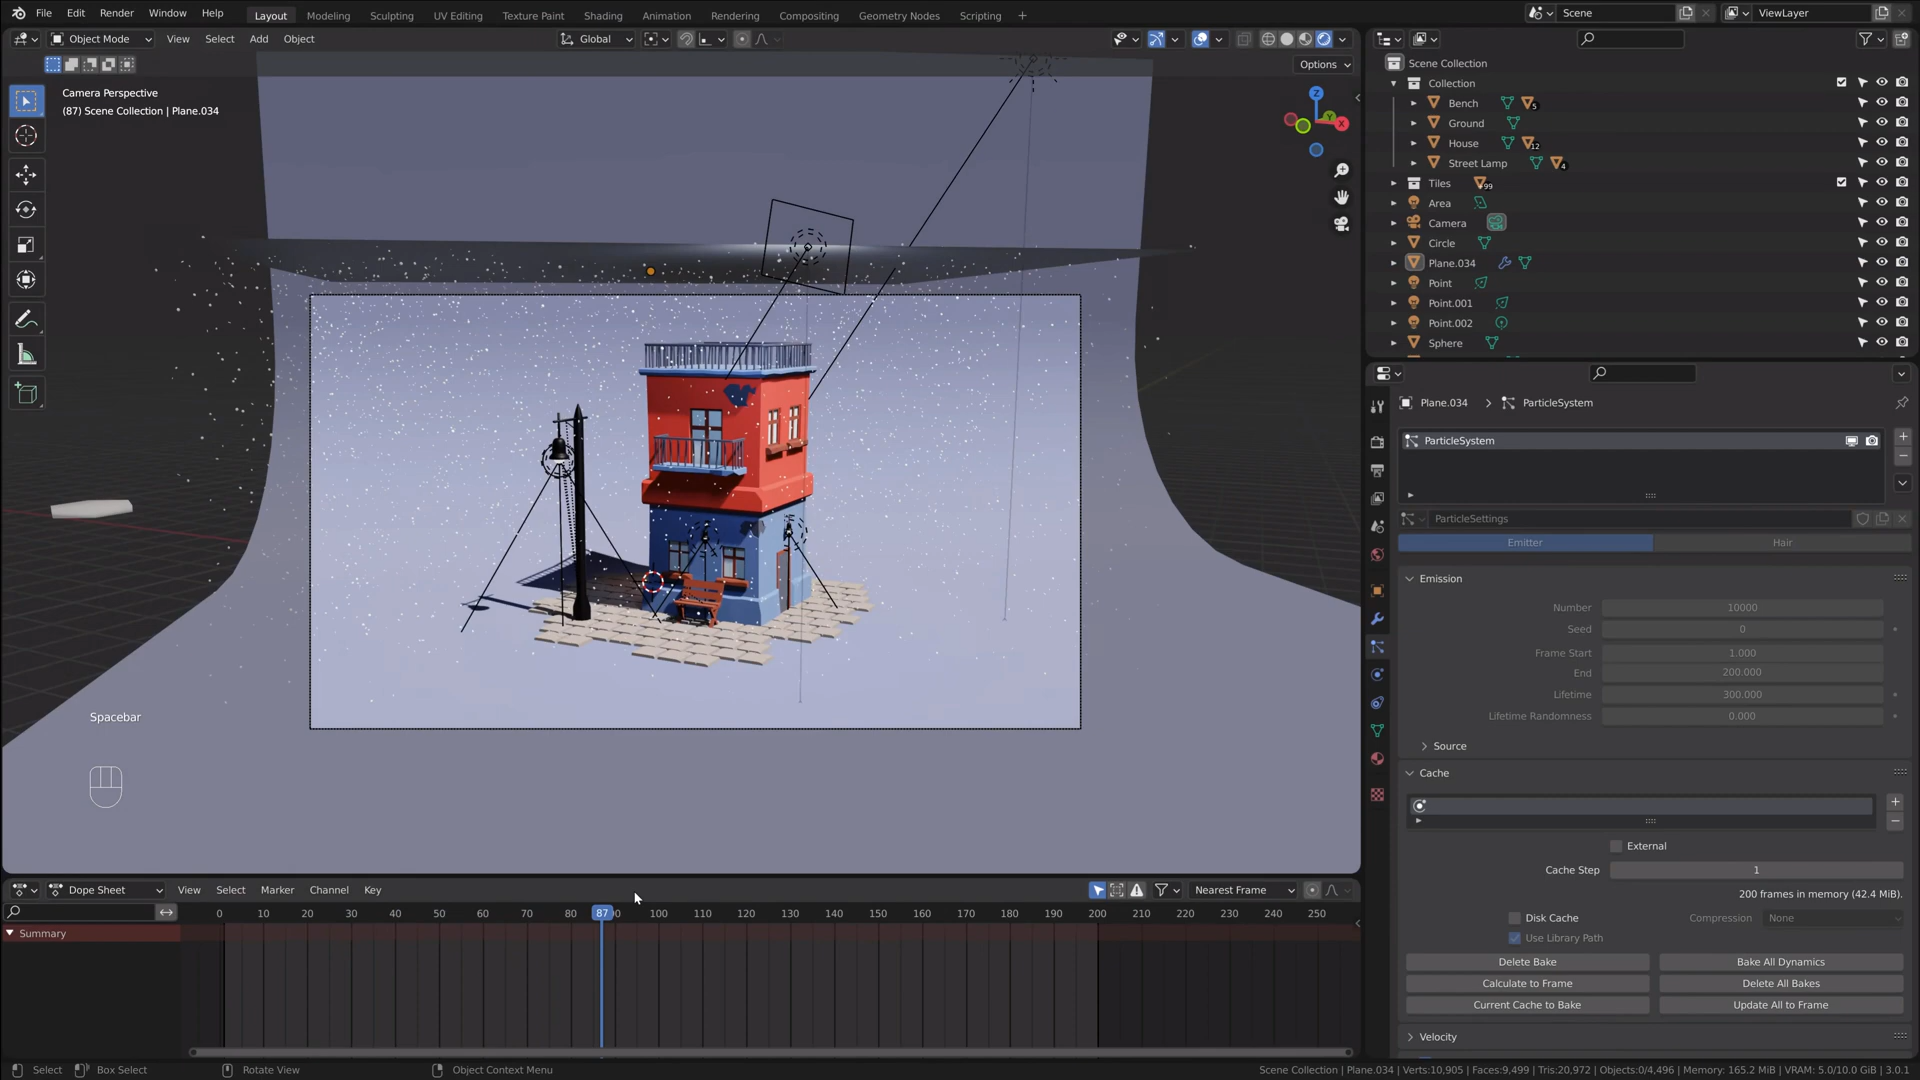 File Edit Render Window Help Layout Modeling Sculpting UV Editing Texture Paint Shading Animation Rendering Compositing Geometry Nodes Scripting + Scene ViewLayer
Object Mode View Select Add Object Global
Options
Camera Perspective
(87) Scene Collection | Plane.034
Z
Y
X
Spacebar
Scene Collection
Collection
Bench 5
Ground
House 12
Street Lamp 4
Tiles +99
Area
Camera
Circle
Plane.034
Point
Point.001
Point.002
Sphere
Plane.034 > ParticleSystem
ParticleSystem
ParticleSettings
Emitter Hair
Emission
Number 10000
Seed 0
Frame Start 1.000
End 200.000
Lifetime 300.000
Lifetime Randomness 0.000
Source
Cache
External
Cache Step 1
200 frames in memory (42.4 MiB).
Disk Cache Compression None
Use Library Path
Delete Bake Bake All Dynamics
Calculate to Frame Delete All Bakes
Current Cache to Bake Update All to Frame
Velocity
Dope Sheet View Select Marker Channel Key Nearest Frame
0 10 20 30 40 50 60 70 80 87 100 110 120 130 140 150 160 170 180 190 200 210 220 230 240 250
Summary
Select Box Select Rotate View Object Context Menu Scene Collection | Plane.034 | Verts:10,905 | Faces:9,499 | Tris:20,972 | Objects:0/4,496 | Memory: 165.2 MiB | VRAM: 5.0/10.0 GiB | 3.0.1